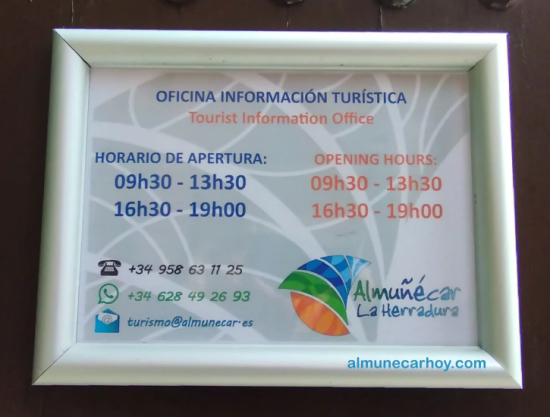 OFICINA INFORMACIÓN TURÍSTICA
Tourist Information Office
HORARIO DE APERTURA:
09h30 - 13h30
16h30 - 19h00
OPENING HOURS:
09h30 - 13h30
16h30 - 19h00
+34 958 63 11 25
+34 628 49 26 93
turismo@almunecar.es
Almuñécar
La Herradura
almunecarhoy.com